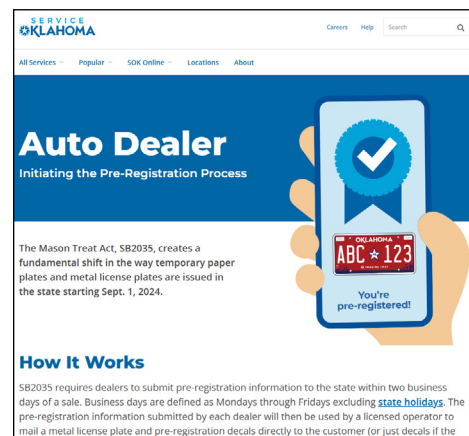 SERVICE
OKLAHOMA
Careers Help Search
All Services Popular SOK Online Locations About
Auto Dealer
Initiating the Pre-Registration Process
OKLAHOMA
ABC 123
You're
pre-registered!
The Mason Treat Act, SB2035, creates a
fundamental shift in the way temporary paper
plates and metal license plates are issued in
the state starting Sept. 1, 2024.
How It Works
SB2035 requires dealers to submit pre-registration information to the state within two business
days of a sale. Business days are defined as Mondays through Fridays excluding state holidays. The
pre-registration information submitted by each dealer will then be used by a licensed operator to
mail a metal license plate and pre-registration decals directly to the customer (or just decals if the